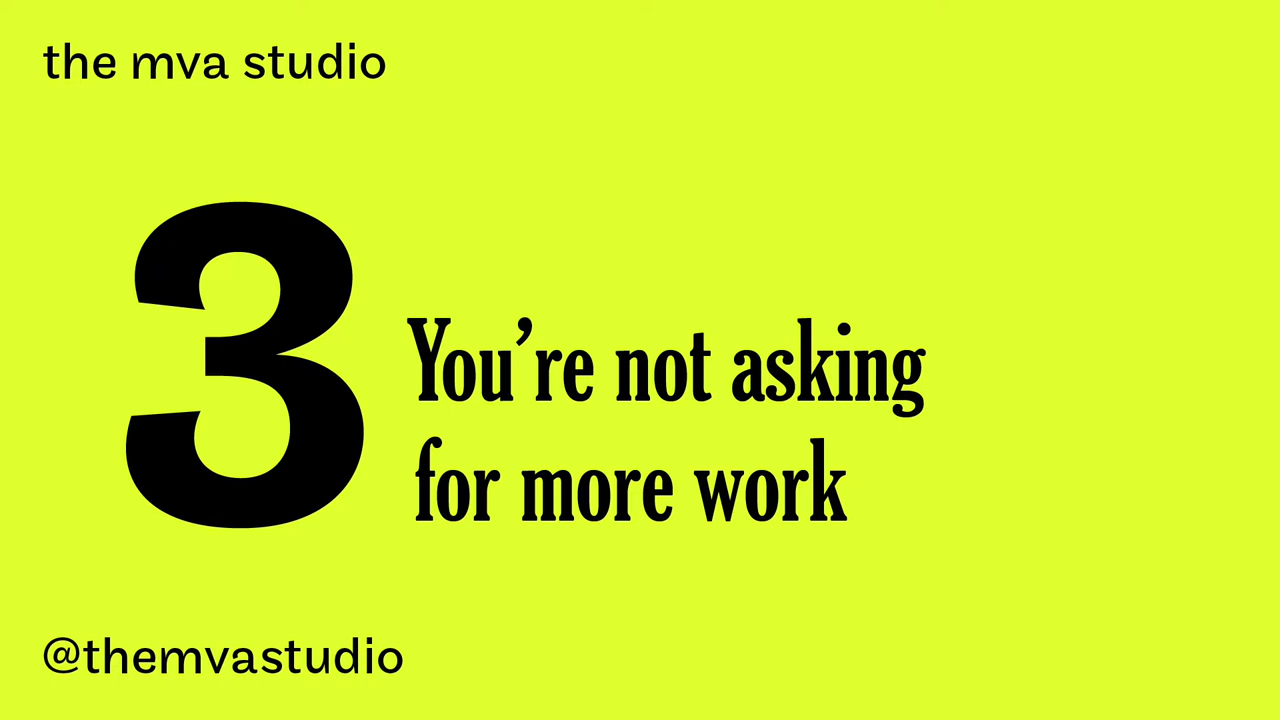 the mva studio
3
You’re not asking
for more work
@themvastudio